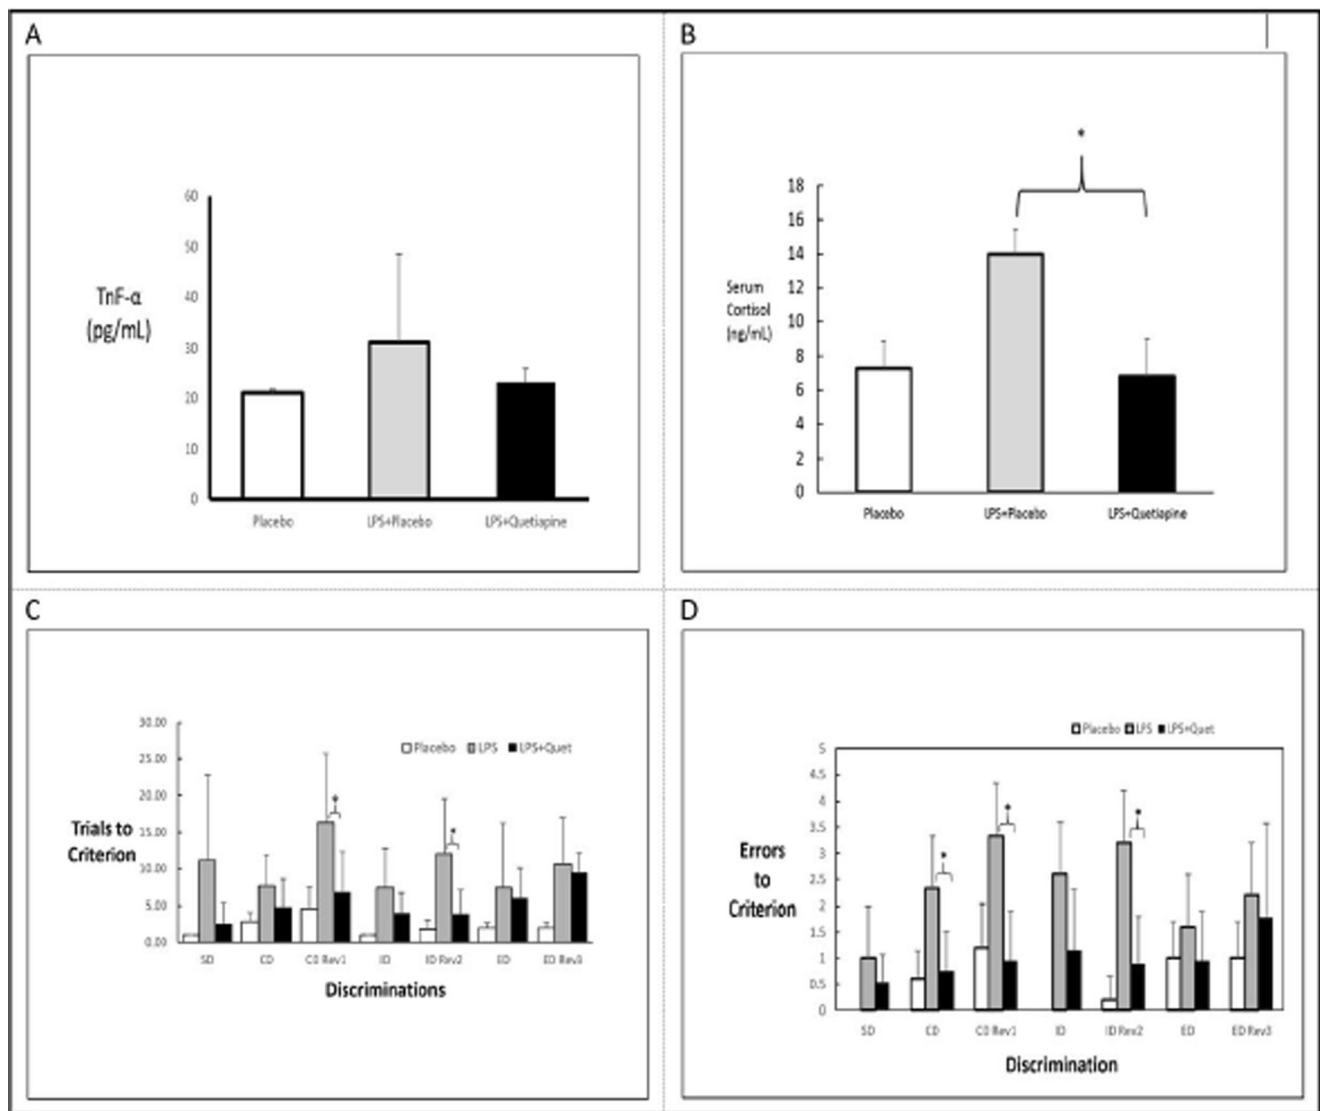 A
60
50
40
30
20
10
0
TnF-α
(pg/mL)
Placebo LPS+Placebo LPS+Quetiapine
B
*
18
16
14
12
10
8
6
4
2
0
Serum
Cortisol
(ng/mL)
Placebo LPS+Placebo LPS+Quetiapine
C
30.00
25.00
20.00
15.00
10.00
5.00
0.00
Placebo LPS LPS+Quet
Trials to
Criterion
*
*
SD CD CD Rev1 ID ID Rev2 ED ED Rev3
Discriminations
D
Placebo LPS LPS+Quet
5
4.5
4
3.5
3
2.5
2
1.5
1
0.5
0
Errors
to
Criterion
*
*
*
SD CD CD Rev1 ID ID Rev2 ED ED Rev3
Discrimination